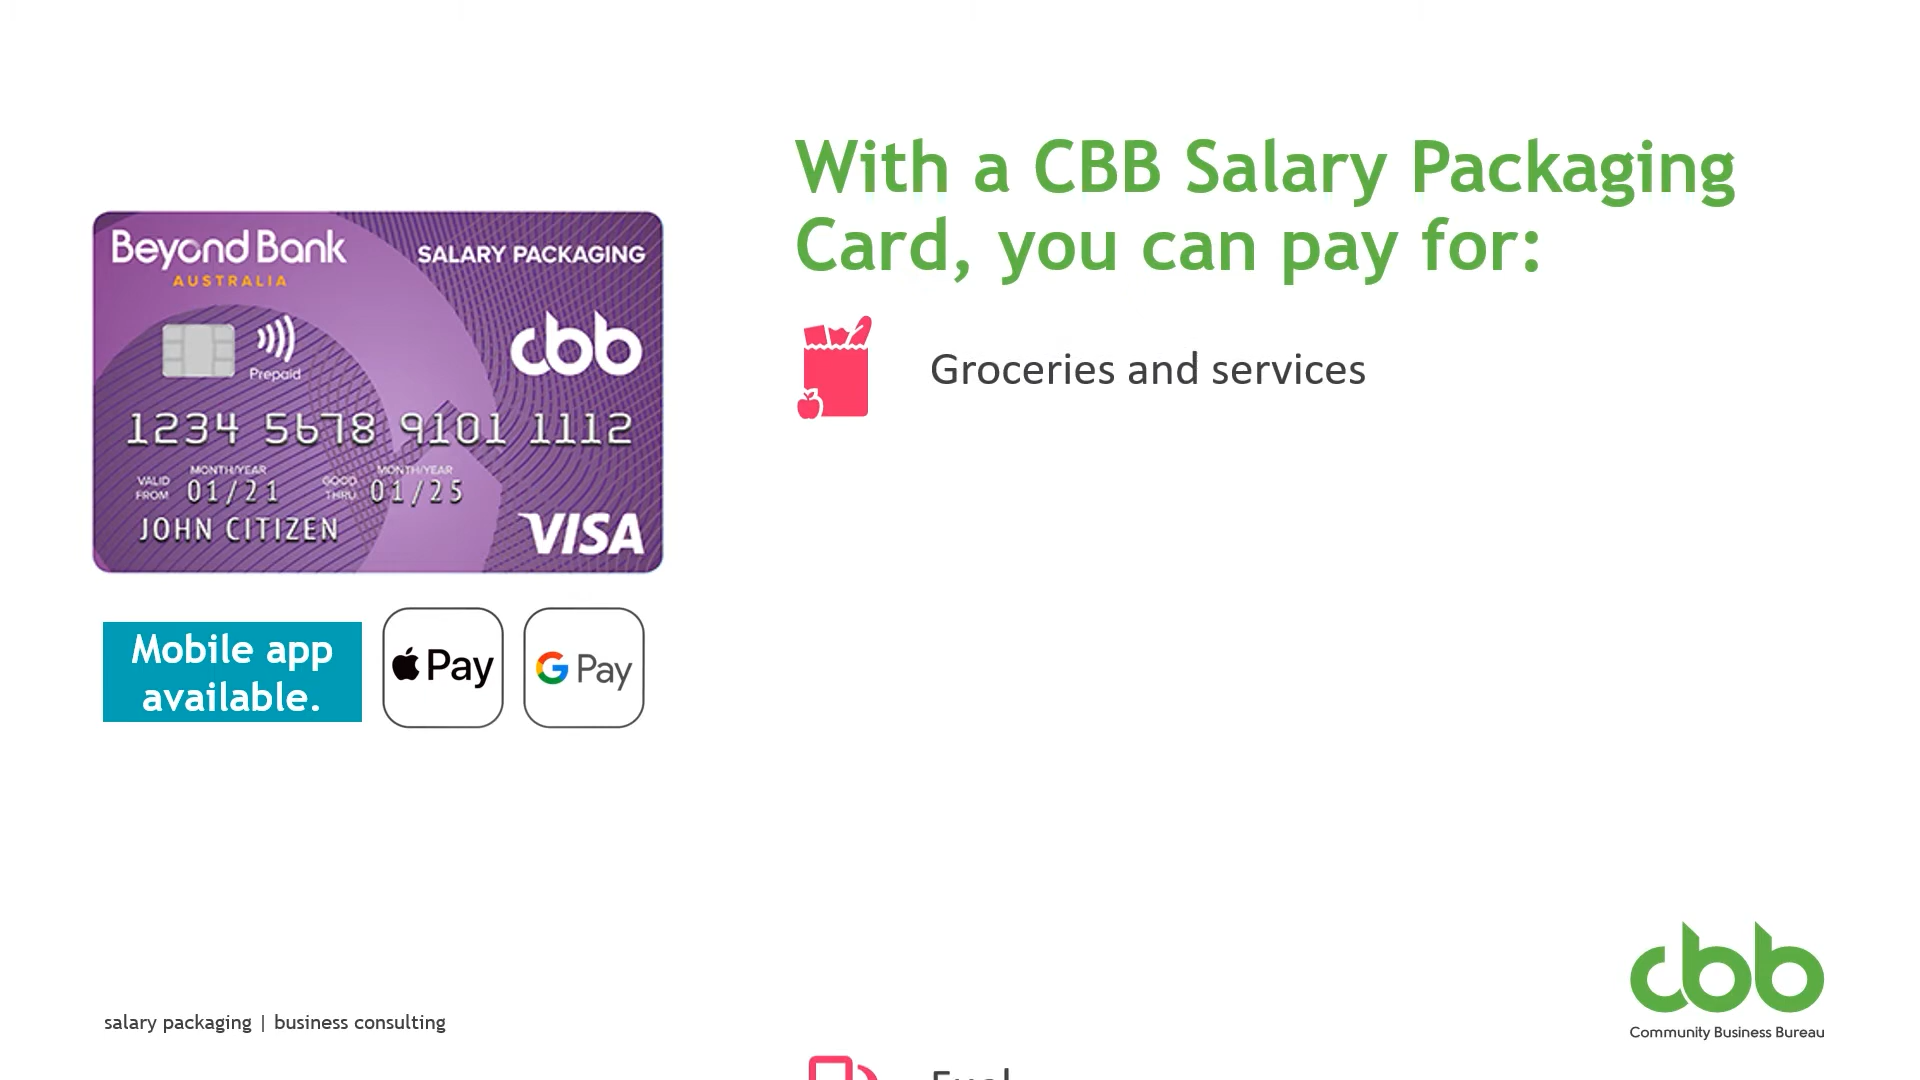 With a CBB Salary Packaging
Card, you can pay for:
Beyond Bank
AUSTRALIA
SALARY PACKAGING
cbb
Prepaid
1234 5678 9101 1112
MONTH/YEAR MONTH/YEAR
VALID FROM 01/21 GOOD THRU 01/25
JOHN CITIZEN
VISA
Groceries and services
Mobile app
available.
Pay
G Pay
salary packaging | business consulting
cbb
Community Business Bureau
Fuel